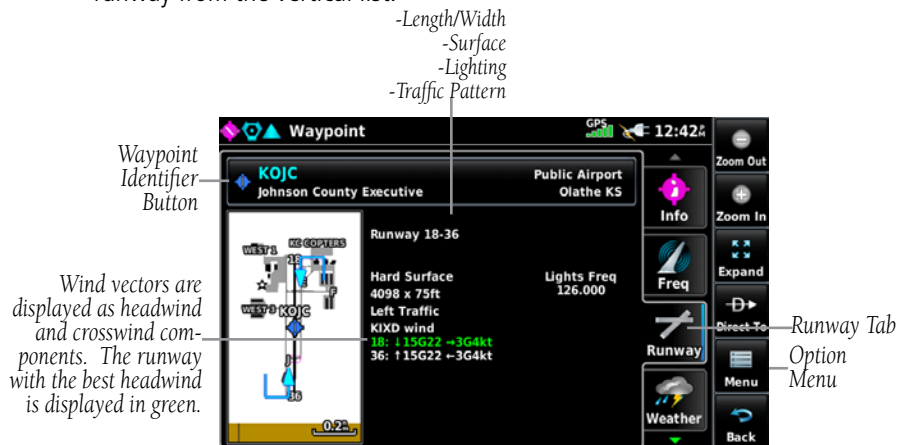 runway from the vertical list.
-Length/Width
-Surface
-Lighting
-Traffic Pattern
Waypoint
GPS
12:42PM
Waypoint
Identifier
Button
KOJC
Johnson County Executive
Public Airport
Olathe KS
Zoom Out
Info
Zoom In
WEST 1
KC COPTERS
18
F
WEST 3
KOJC
J
36
0.2
Runway 18-36
Hard Surface
4098 x 75ft
Left Traffic
KIXD wind
18: ↓15G22 →3G4kt
36: ↑15G22 ←3G4kt
Lights Freq
126.000
Freq
Expand
Wind vectors are
displayed as headwind
and crosswind com-
ponents. The runway
with the best headwind
is displayed in green.
Runway
Direct-To
Runway Tab
Menu
Option
Menu
Weather
Back